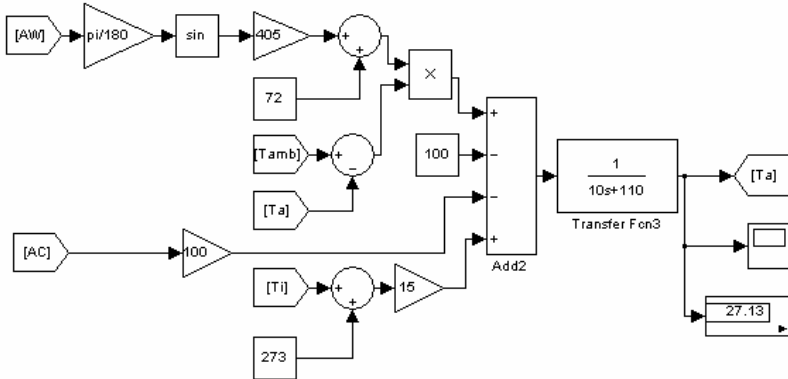 [AW]
pi/180
sin
405
+
+
72
×
[Tamb]
+
−
[Ta]
100
+
−
−
+
Add2
1
10s+110
Transfer Fcn3
[Ta]
[AC]
100
[Ti]
+
+
15
273
27.13